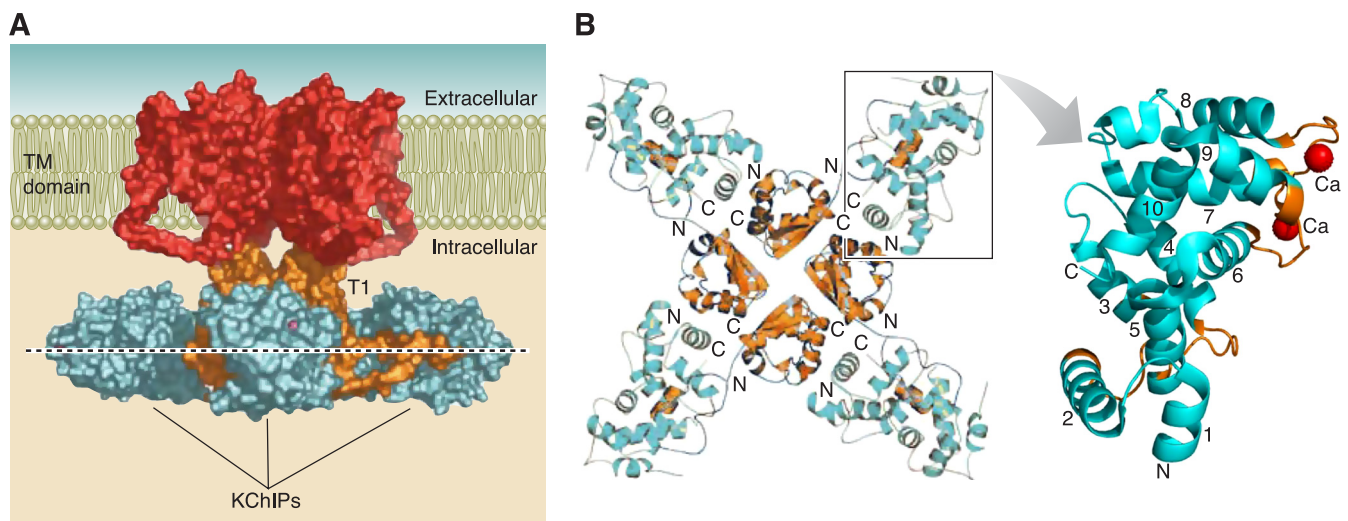 A
Extracellular
TM
domain
Intracellular
T1
KChIPs
B
N
N
C
C
C
N
C
N
C
C
N
N
8
9
Ca
10
7
Ca
4
6
C
3
5
2
1
N